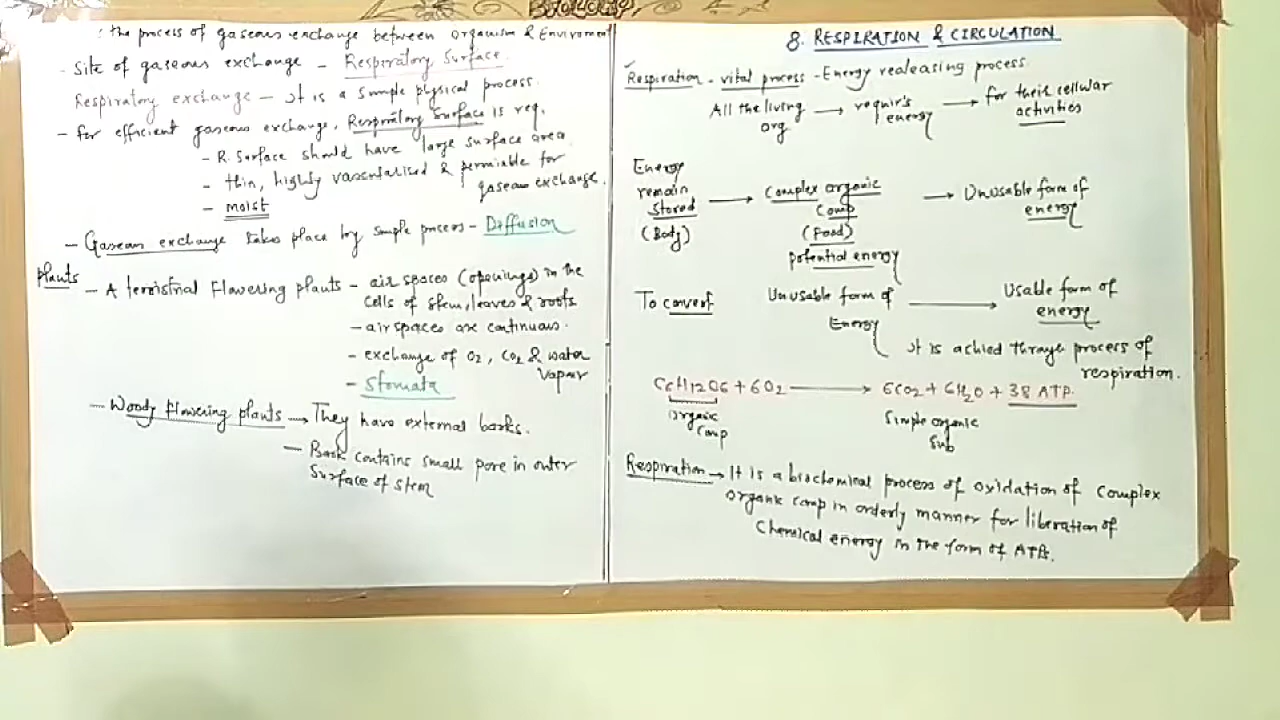 BIOLOGY
: the process of gaseous exchange between organism & Enviroment
- Site of gaseous exchange - Respiratory Surface.
Respiratory exchange - It is a simple physical process.
- for efficient gaseous exchange, Respiratory Surface is req.
- R. Surface should have large surface area
- thin, highly vascularised & permiable for
gaseous exchange.
- moist
- Gaseous exchange takes place by simple process - Diffusion
Plants
- A terristrial Flowering plants - air spaces (openings) in the
cells of stem, leaves & roots
- air spaces are continuous.
- exchange of O2, CO2 & water
Vapour
- Stomata
- Woody flowering plants → They have external barks.
- Bark contains small pore in outer
Surface of stem
8. RESPIRATION & CIRCULATION
Respiration - vital process - Energy realeasing process.
All the living → requir's → for their cellular
org energy activities
Energy
remain
Stored → Complex organic → Unusable form of
(Body) Comp energy
(Food)
potential energy
To convert Unusable form of → Usable form of
Energy energy
It is achied through process of
respiration.
C6H12O6 + 6O2 → 6CO2 + 6H2O + 38 ATP.
Organic Simple organic
Comp Sub
Respiration → It is a biochemical process of oxidation of complex
organic comp in orderly manner for liberation of
Chemical energy in the form of ATP.